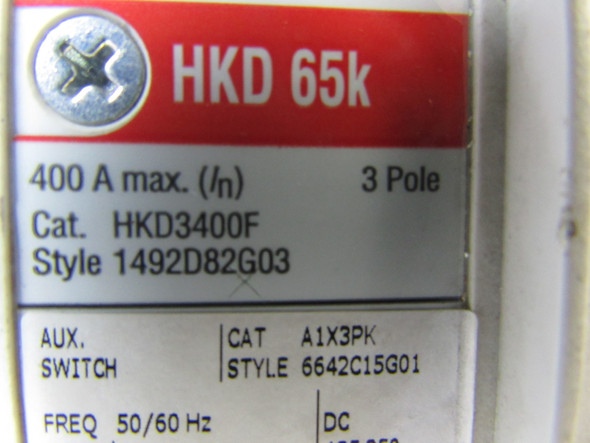 HKD 65k
400 A max. (In) 3 Pole
Cat. HKD3400F
Style 1492D82G03
AUX. SWITCH
CAT A1X3PK
STYLE 6642C15G01
FREQ 50/60 Hz
DC